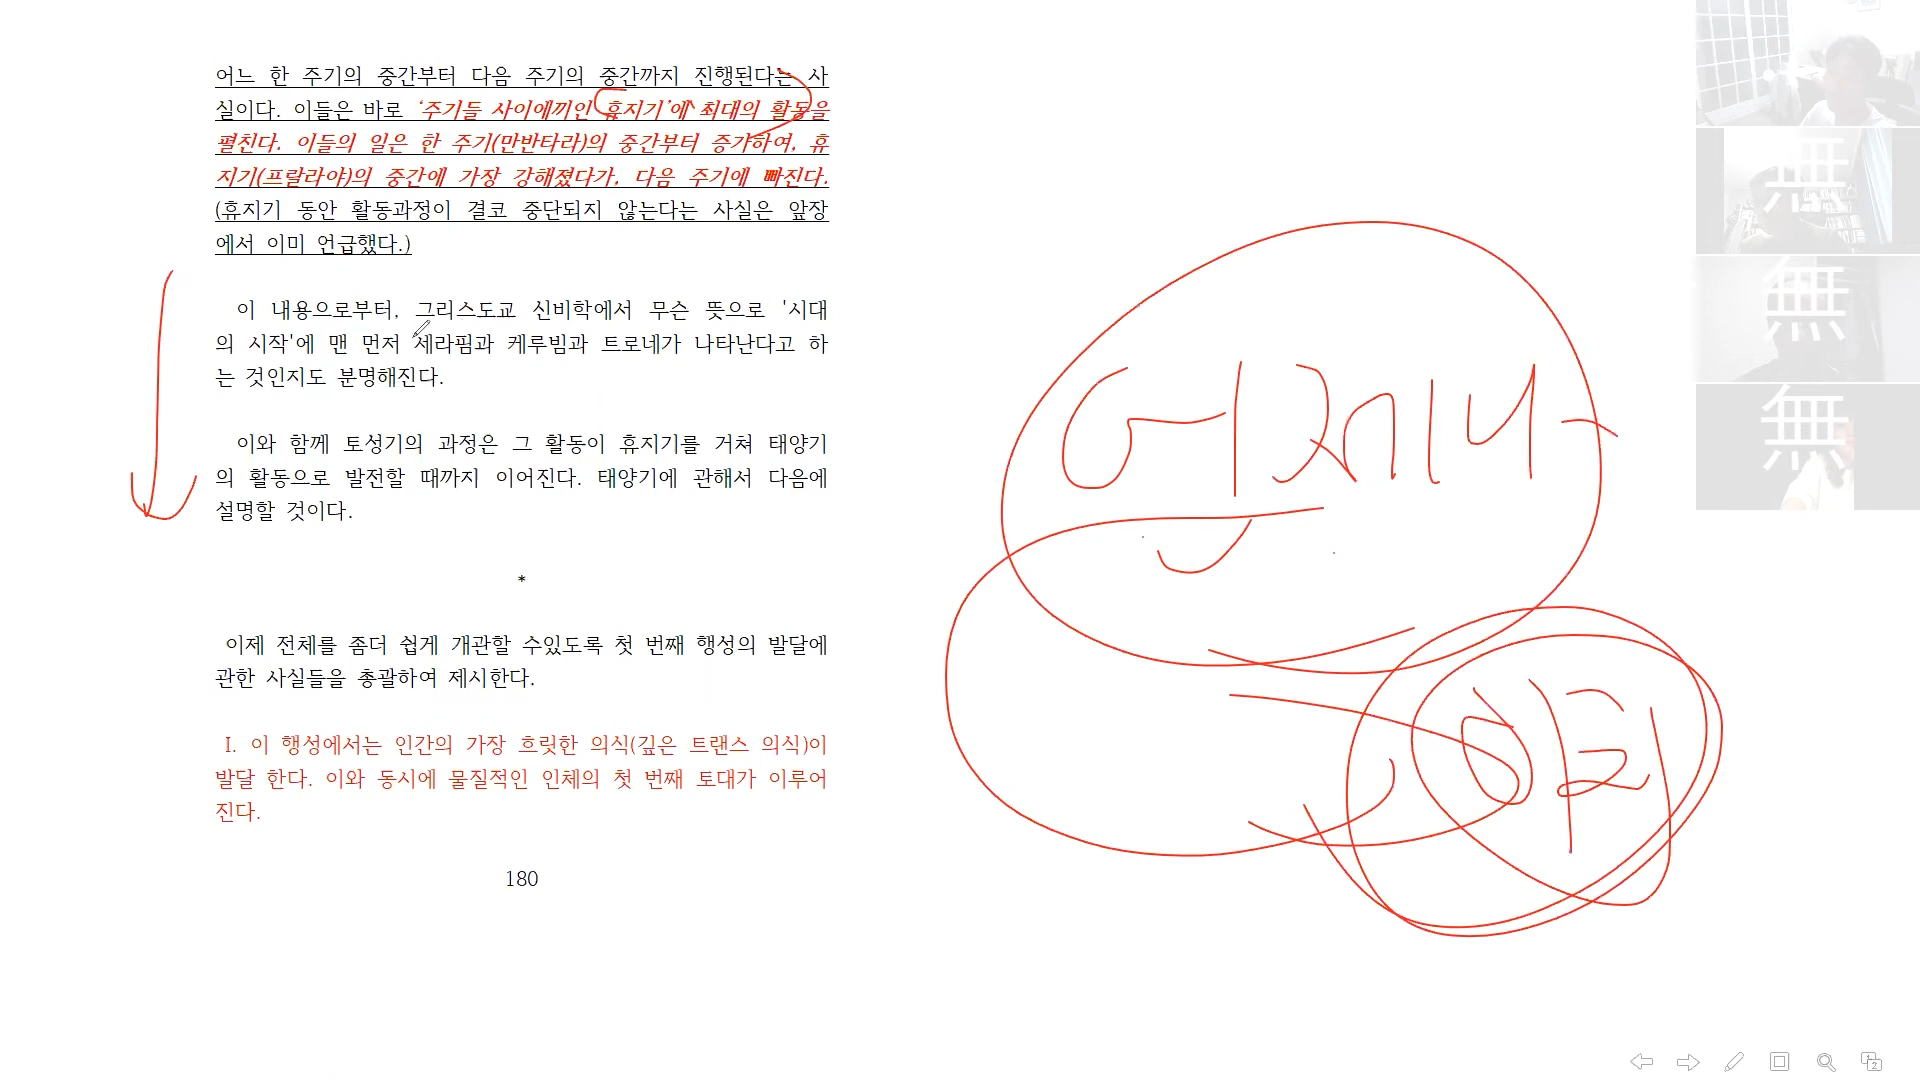 어느 한 주기의 중간부터 다음 주기의 중간까지 진행된다는 사
실이다. 이들은 바로 ‘주기들 사이에끼인 휴지기’에 최대의 활동을
펼친다. 이들의 일은 한 주기(만반타라)의 중간부터 증가하여, 휴
지기(프랄라야)의 중간에 가장 강해졌다가, 다음 주기에 빠진다.
(휴지기 동안 활동과정이 결코 중단되지 않는다는 사실은 앞장
에서 이미 언급했다.)
이 내용으로부터, 그리스도교 신비학에서 무슨 뜻으로 '시대
의 시작'에 맨 먼저 세라핌과 케루빔과 트로네가 나타난다고 하
는 것인지도 분명해진다.
이와 함께 토성기의 과정은 그 활동이 휴지기를 거쳐 태양기
의 활동으로 발전할 때까지 이어진다. 태양기에 관해서 다음에
설명할 것이다.
*
이제 전체를 좀더 쉽게 개관할 수있도록 첫 번째 행성의 발달에
관한 사실들을 총괄하여 제시한다.
I. 이 행성에서는 인간의 가장 흐릿한 의식(깊은 트랜스 의식)이
발달 한다. 이와 동시에 물질적인 인체의 첫 번째 토대가 이루어
진다.
180
無
無
無